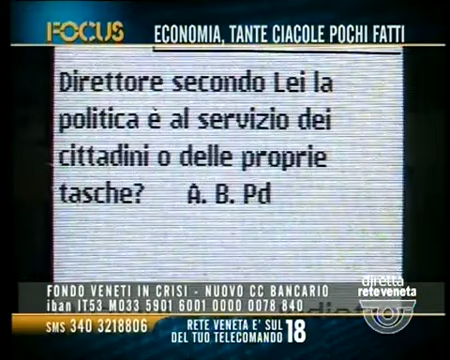 FOCUS
ECONOMIA, TANTE CIACOLE POCHI FATTI
Direttore secondo Lei la
politica è al servizio dei
cittadini o delle proprie
tasche? A. B. Pd
diretta
reteveneta
FONDO VENETI IN CRISI - NUOVO CC BANCARIO
iban IT53 M033 5901 6001 0000 0078 840
SMS 340 3218806
RETE VENETA E' SUL
DEL TUO TELECOMANDO 18